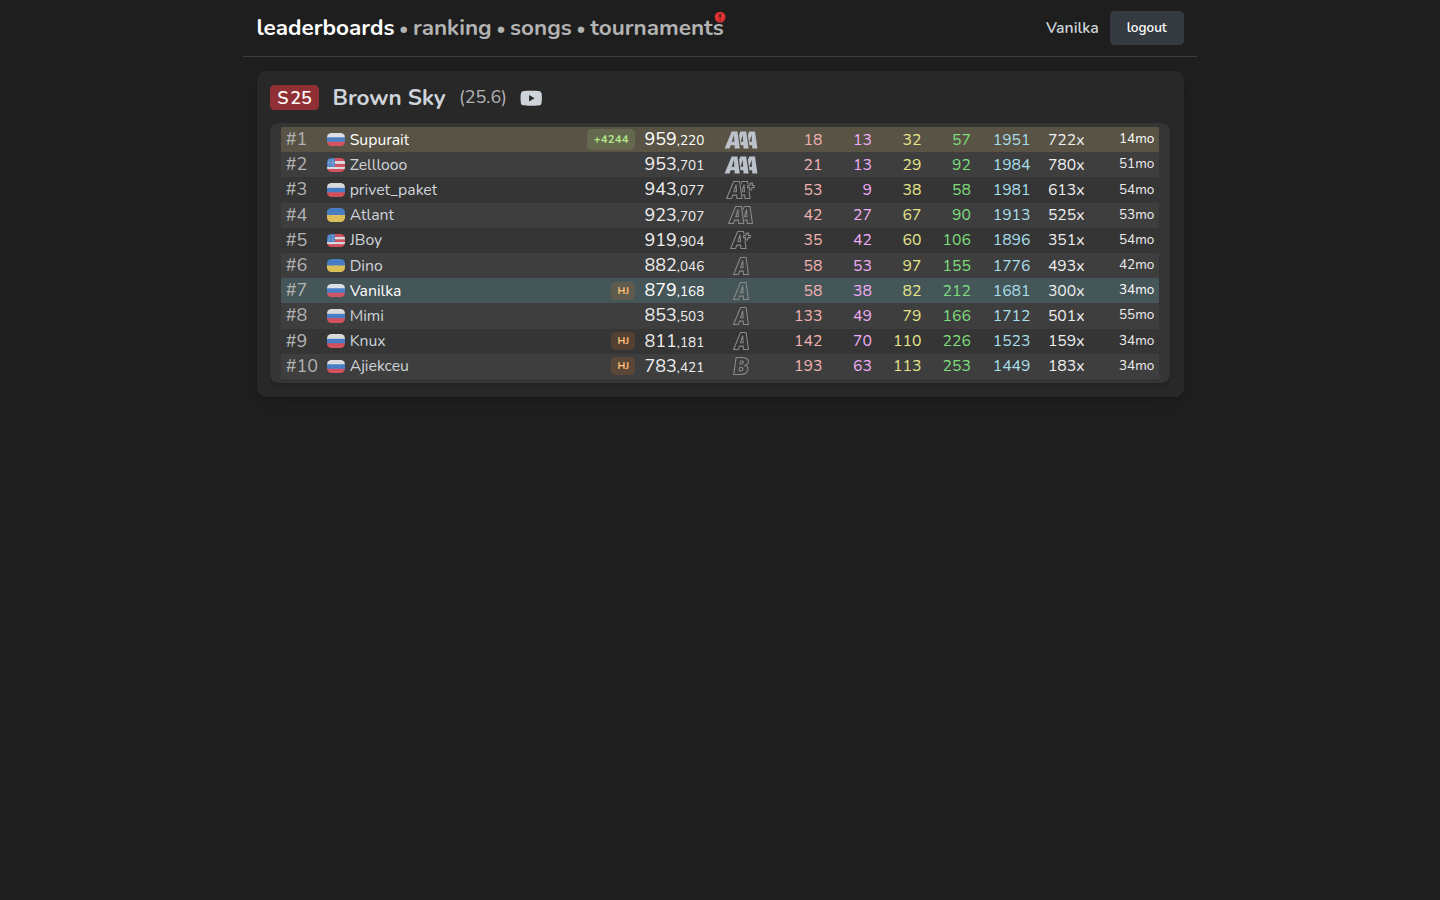 leaderboards • ranking • songs • tournaments
Vanilka logout
S25 Brown Sky (25.6)
#1 Supurait +4244 959,220 AAA 18 13 32 57 1951 722x 14mo
#2 Zelllooo 953,701 AAA 21 13 29 92 1984 780x 51mo
#3 privet_paket 943,077 AA+ 53 9 38 58 1981 613x 54mo
#4 Atlant 923,707 AA 42 27 67 90 1913 525x 53mo
#5 JBoy 919,904 A+ 35 42 60 106 1896 351x 54mo
#6 Dino 882,046 A 58 53 97 155 1776 493x 42mo
#7 Vanilka HJ 879,168 A 58 38 82 212 1681 300x 34mo
#8 Mimi 853,503 A 133 49 79 166 1712 501x 55mo
#9 Knux HJ 811,181 A 142 70 110 226 1523 159x 34mo
#10 Ajiekceu HJ 783,421 B 193 63 113 253 1449 183x 34mo